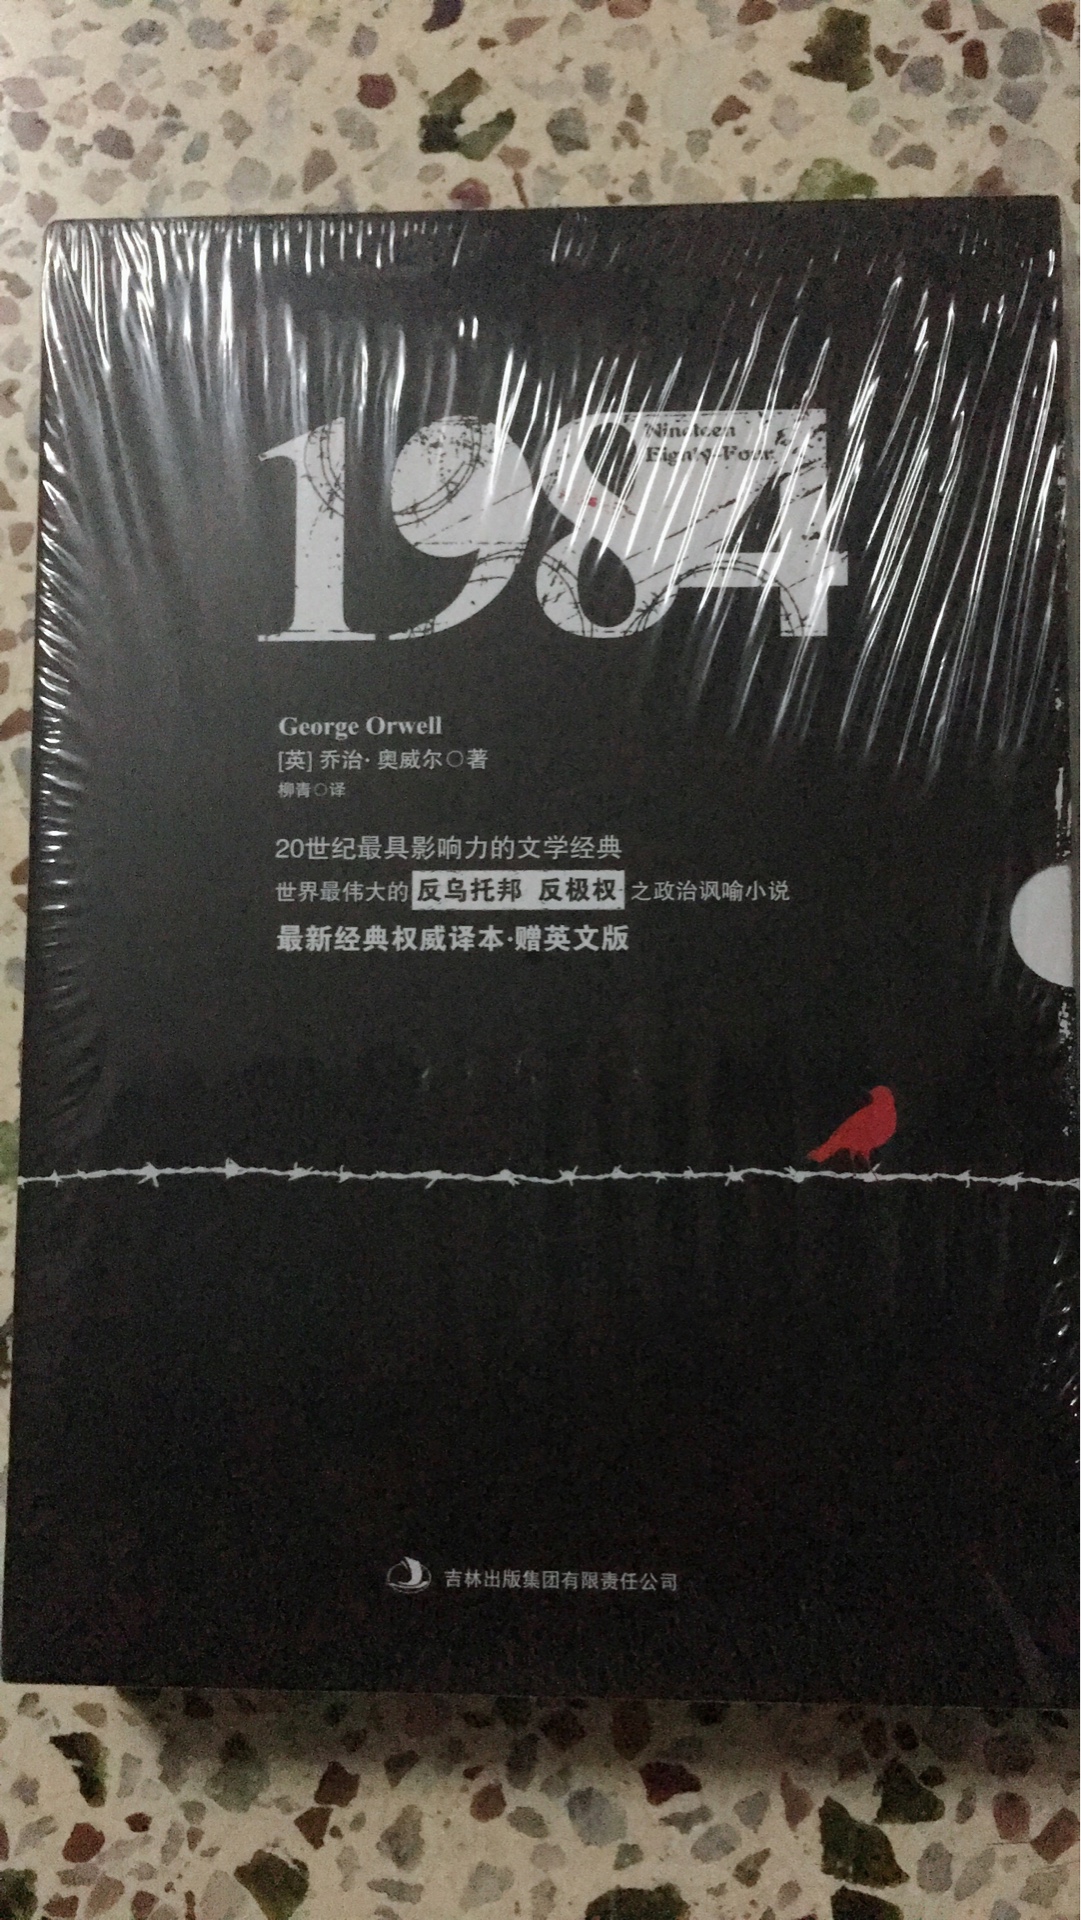 1984
Nineteen
Eighty-Four
George Orwell
[英] 乔治·奥威尔○著
柳青○译
20世纪最具影响力的文学经典
世界最伟大的 反乌托邦 反极权 之政治讽喻小说
最新经典权威译本·赠英文版
吉林出版集团有限责任公司